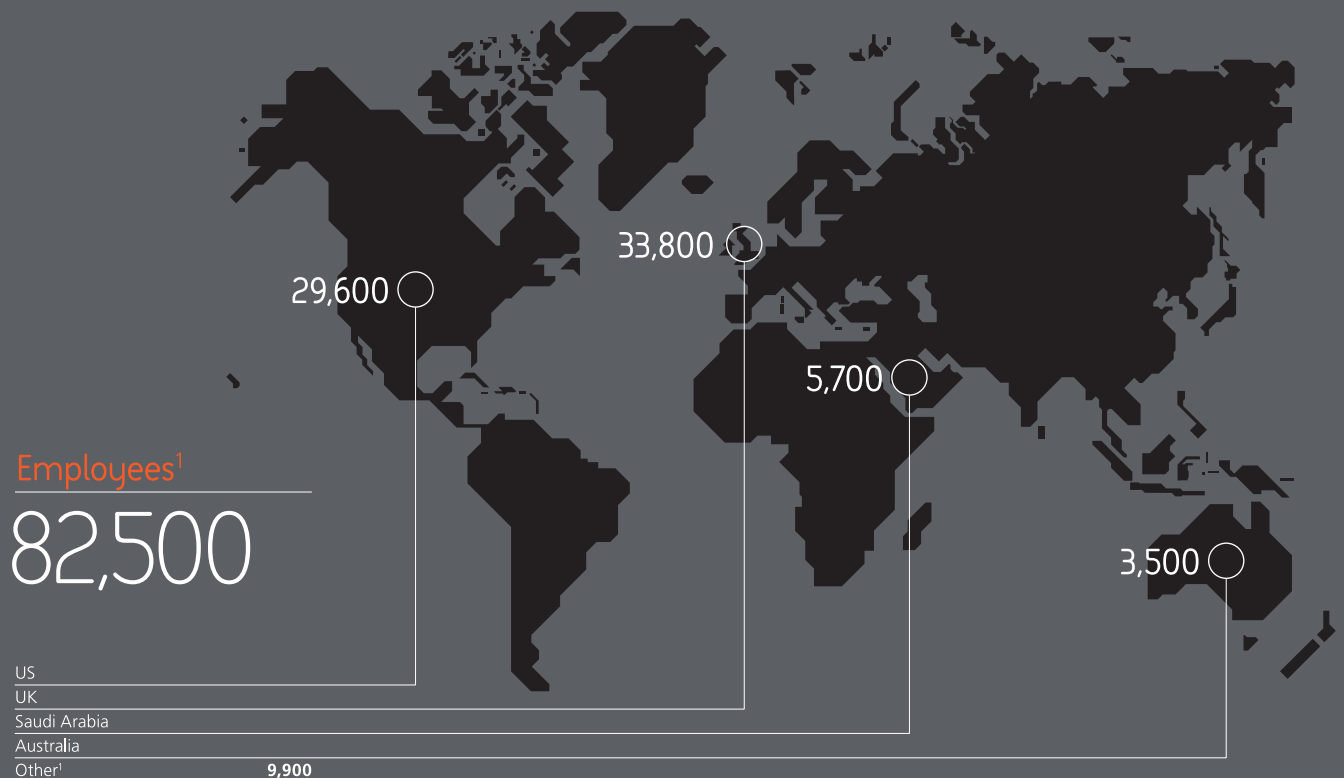 33,800
29,600
5,700
Employees¹
82,500
3,500
US
UK
Saudi Arabia
Australia
Other¹ 9,900